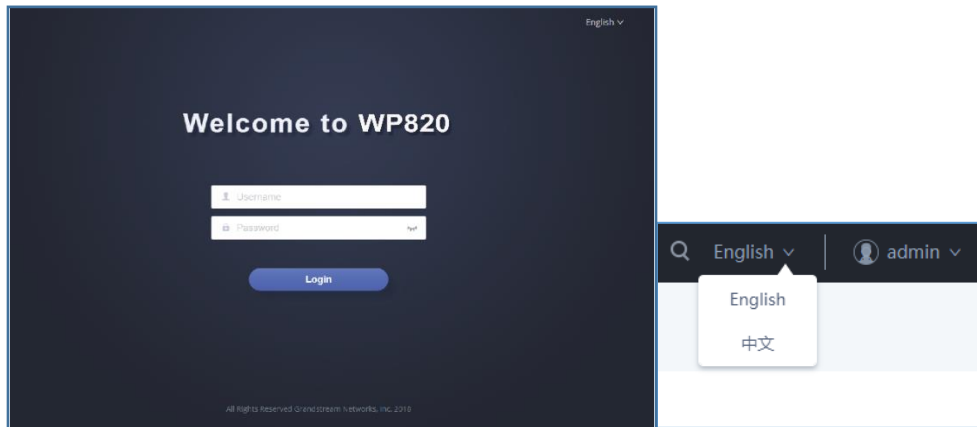 English
Welcome to WP820
Username
Password
Login
All Rights Reserved Grandstream Networks, Inc. 2018
English
admin
English
中文